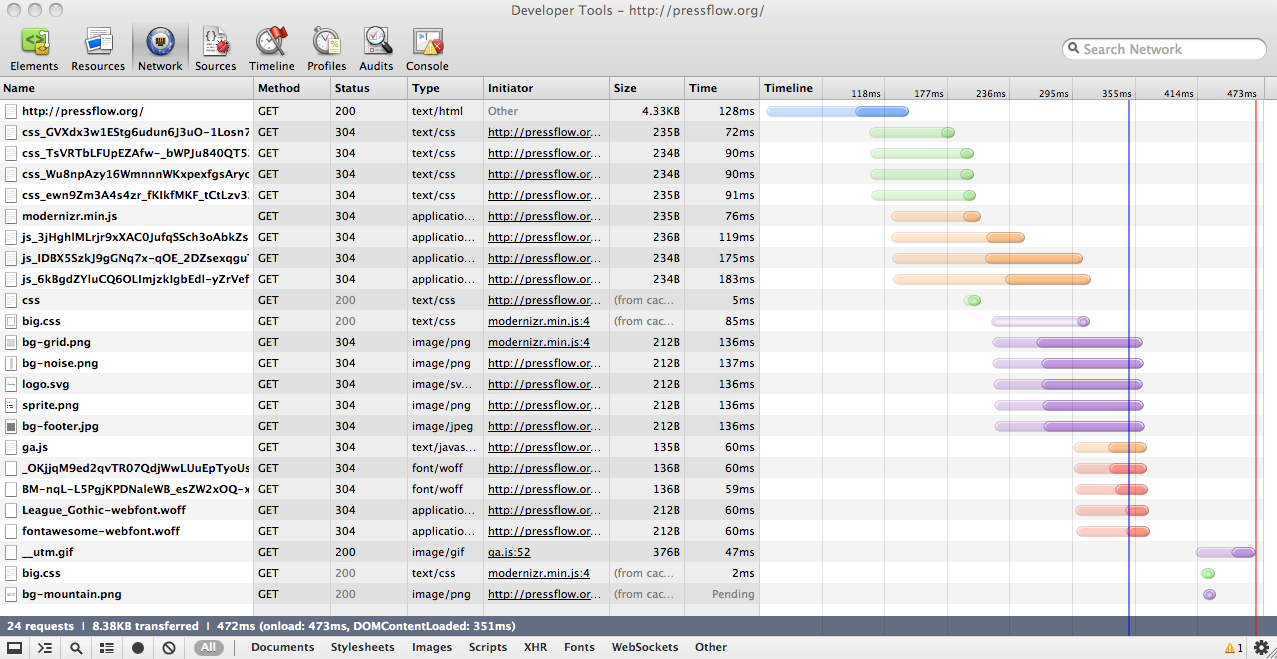 Developer Tools – http://pressflow.org/
Elements Resources Network Sources Timeline Profiles Audits Console Search Network
Name Method Status Type Initiator Size Time Timeline 118ms 177ms 236ms 295ms 355ms 414ms 473ms
http://pressflow.org/ GET 200 text/html Other 4.33KB 128ms
css_GVXdx3w1EStg6udun6J3uO-1Losn7 GET 304 text/css http://pressflow.or... 235B 72ms
css_TsVRTbLFUpEZAfw-_bWPJu840QT5 GET 304 text/css http://pressflow.or... 234B 90ms
css_Wu8npAzy16WmnnnWKxpexfgsAryc GET 304 text/css http://pressflow.or... 234B 90ms
css_ewn9Zm3A4s4zr_fKIkfMKF_tCtLzv3 GET 304 text/css http://pressflow.or... 235B 91ms
modernizr.min.js GET 304 applicatio... http://pressflow.or... 234B 76ms
js_3jHghlMLrjr9xXAC0JufqSSch3oAbkZs GET 304 applicatio... http://pressflow.or... 236B 119ms
js_IDBX5SzkJ9gGNq7x-qOE_2DZsexqgu GET 304 applicatio... http://pressflow.or... 234B 175ms
js_6kBgdZYluCQ6OLImjzkIgbEdl-yZrVef GET 304 applicatio... http://pressflow.or... 234B 183ms
css GET 200 text/css http://pressflow.or... (from cac... 5ms
big.css GET 200 text/css modernizr.min.js:4 (from cac... 85ms
bg-grid.png GET 304 image/png modernizr.min.js:4 212B 136ms
bg-noise.png GET 304 image/png http://pressflow.or... 212B 137ms
logo.svg GET 304 image/sv... http://pressflow.or... 212B 136ms
sprite.png GET 304 image/png http://pressflow.or... 212B 136ms
bg-footer.jpg GET 304 image/jpeg http://pressflow.or... 212B 136ms
ga.js GET 304 text/javas... http://pressflow.or... 135B 60ms
_OKjjqM9ed2qvTR07QdjWwLUuEpTyoUs GET 304 font/woff http://pressflow.or... 136B 60ms
BM-nqL-L5PgjKPDNaleWB_esZW2xOQ-x GET 304 font/woff http://pressflow.or... 136B 59ms
League_Gothic-webfont.woff GET 304 applicatio... http://pressflow.or... 212B 60ms
fontawesome-webfont.woff GET 304 applicatio... http://pressflow.or... 212B 60ms
__utm.gif GET 200 image/gif ga.js:52 376B 47ms
big.css GET 200 text/css modernizr.min.js:4 (from cac... 2ms
bg-mountain.png GET 200 image/png http://pressflow.or... (from cac... Pending
24 requests | 8.38KB transferred | 472ms (onload: 473ms, DOMContentLoaded: 351ms)
All Documents Stylesheets Images Scripts XHR Fonts WebSockets Other 1